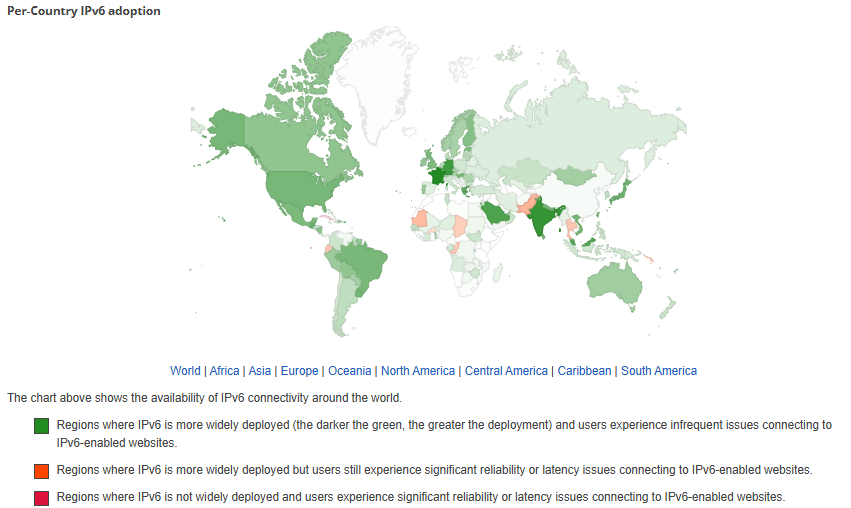 Per-Country IPv6 adoption
World | Africa | Asia | Europe | Oceania | North America | Central America | Caribbean | South America
The chart above shows the availability of IPv6 connectivity around the world.
Regions where IPv6 is more widely deployed (the darker the green, the greater the deployment) and users experience infrequent issues connecting to
IPv6-enabled websites.
Regions where IPv6 is more widely deployed but users still experience significant reliability or latency issues connecting to IPv6-enabled websites.
Regions where IPv6 is not widely deployed and users experience significant reliability or latency issues connecting to IPv6-enabled websites.